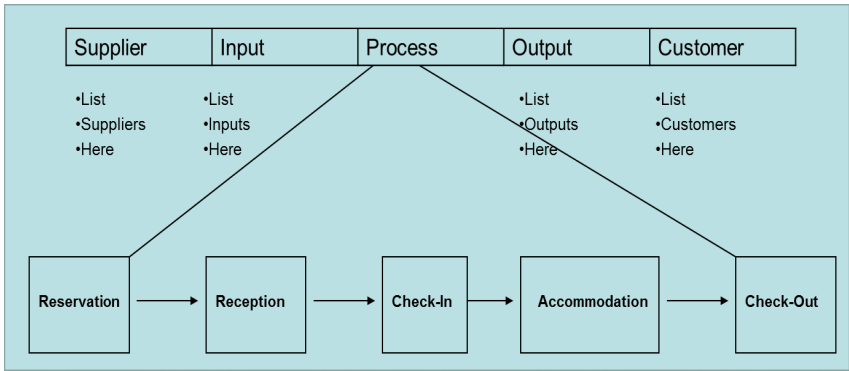 Supplier Input Process Output Customer
•List •List •List •List
•Suppliers •Inputs •Outputs •Customers
•Here •Here •Here •Here
Reservation Reception Check-In Accommodation Check-Out